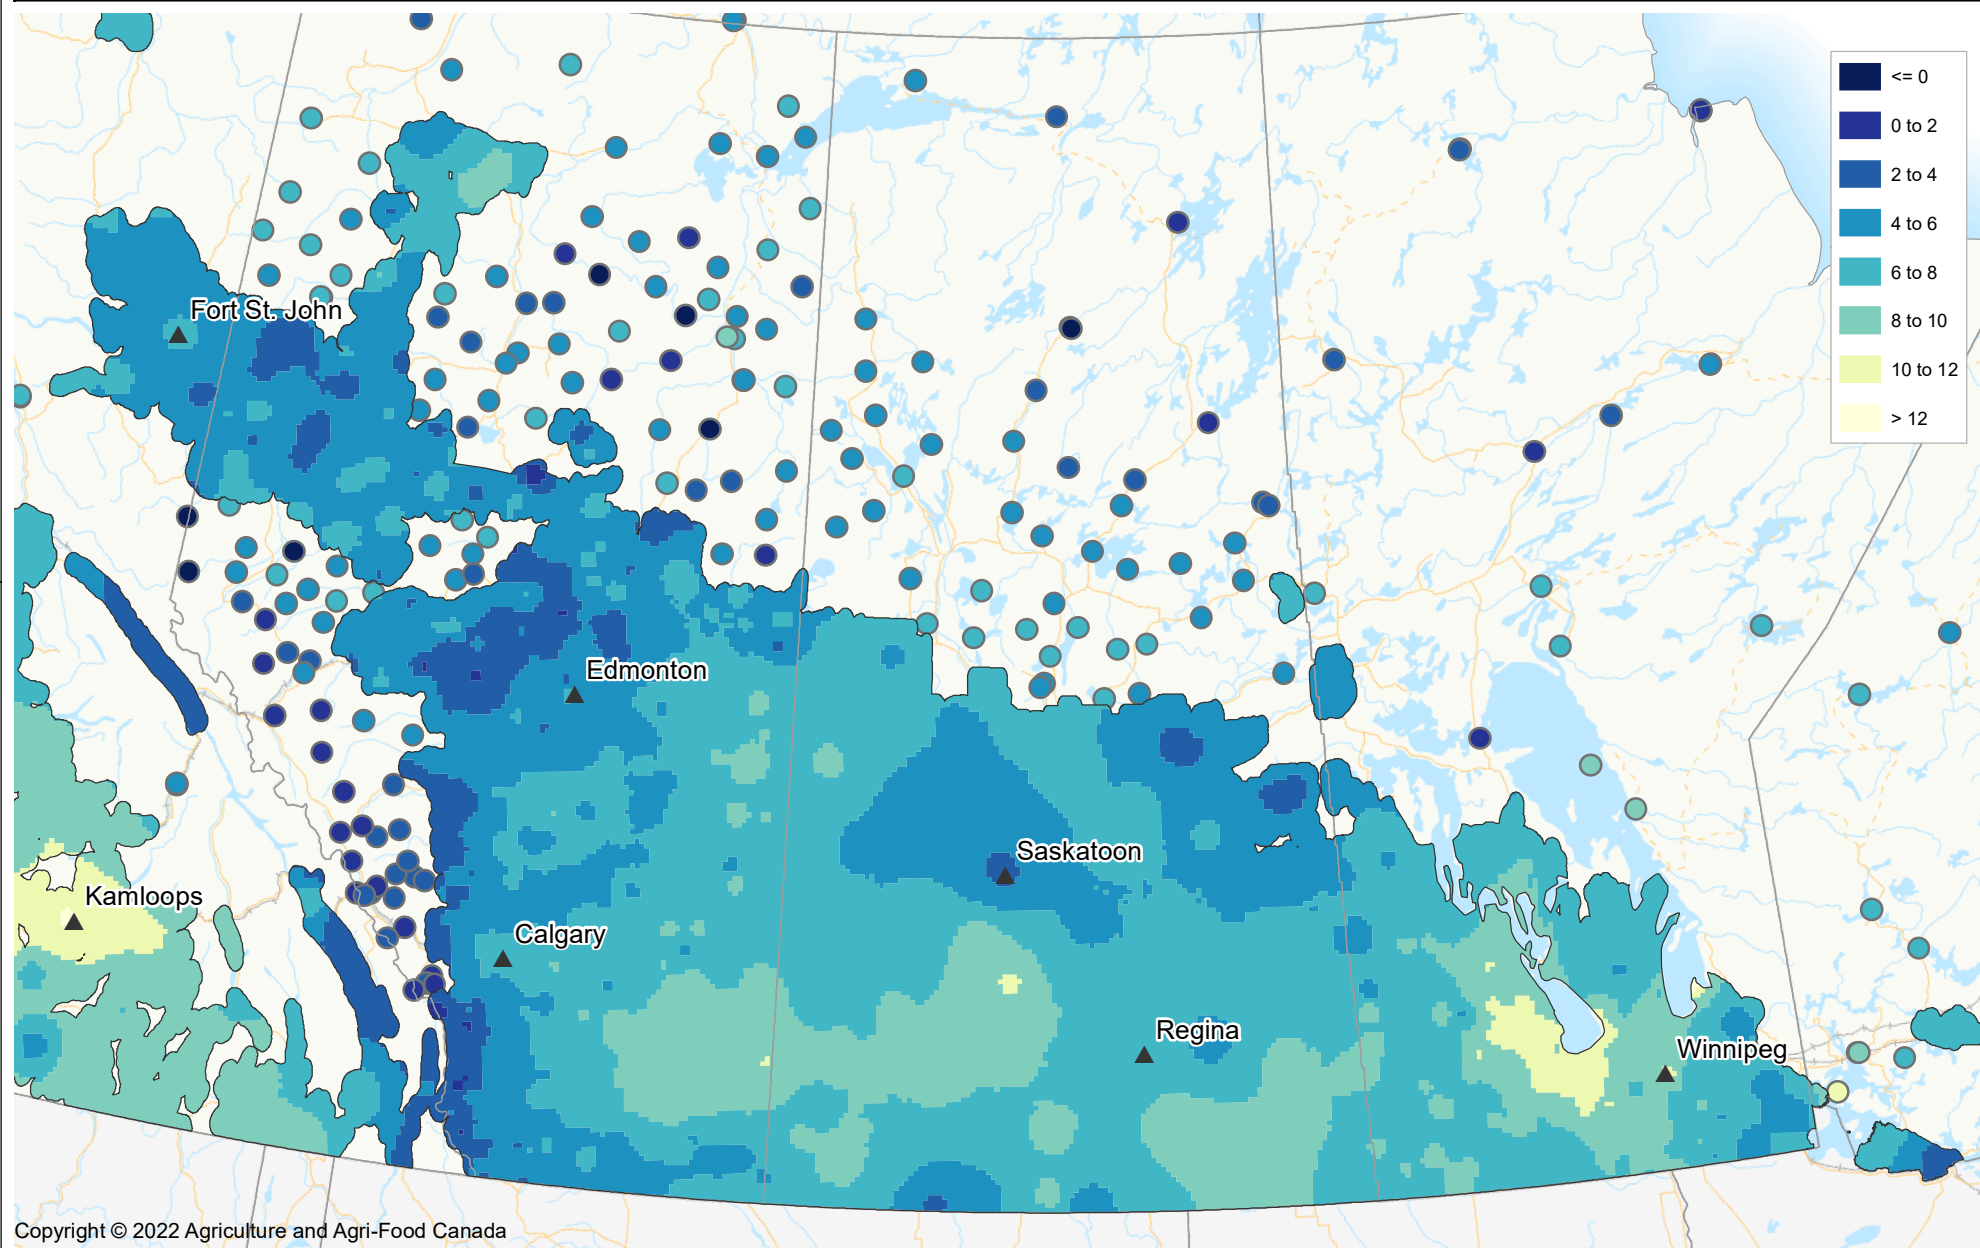 <= 0
0 to 2
2 to 4
4 to 6
6 to 8
8 to 10
10 to 12
> 12
Fort St. John
Edmonton
Saskatoon
Kamloops
Calgary
Regina
Winnipeg
Copyright © 2022 Agriculture and Agri-Food Canada